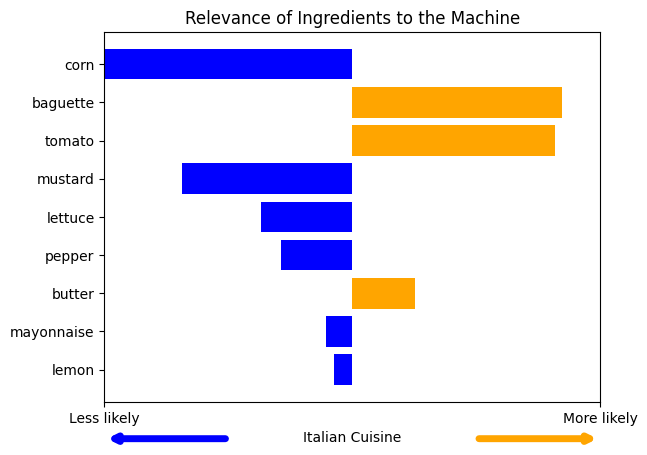 Relevance of Ingredients to the Machine
corn
baguette
tomato
mustard
lettuce
pepper
butter
mayonnaise
lemon
Less likely
More likely
Italian Cuisine